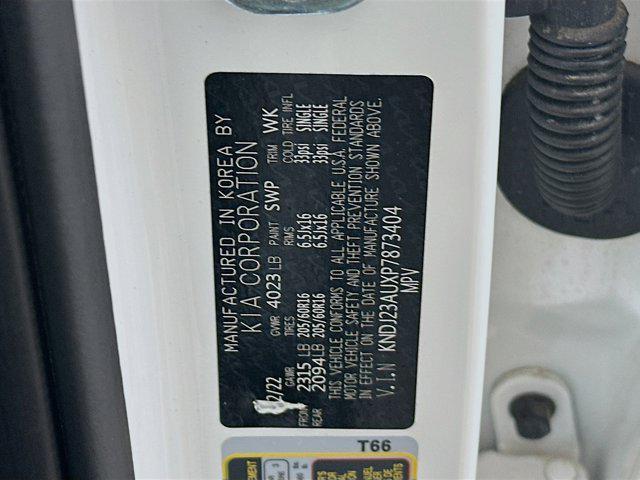 MANUFACTURED IN KOREA BY
KIA CORPORATION
2/22 GVWR 4023 LB PAINT SWP TRIM WK
GAWR TIRES RIMS COLD TIRE INFL
FRONT 2315 LB 205/60R16 6.5Jx16 33psi SINGLE
REAR 2094 LB 205/60R16 6.5Jx16 33psi SINGLE
THIS VEHICLE CONFORMS TO ALL APPLICABLE U.S.A. FEDERAL
MOTOR VEHICLE SAFETY AND THEFT PREVENTION STANDARDS
IN EFFECT ON THE DATE OF MANUFACTURE SHOWN ABOVE.
V.I.N KNDJ23AUXP7873404
MPV
T66